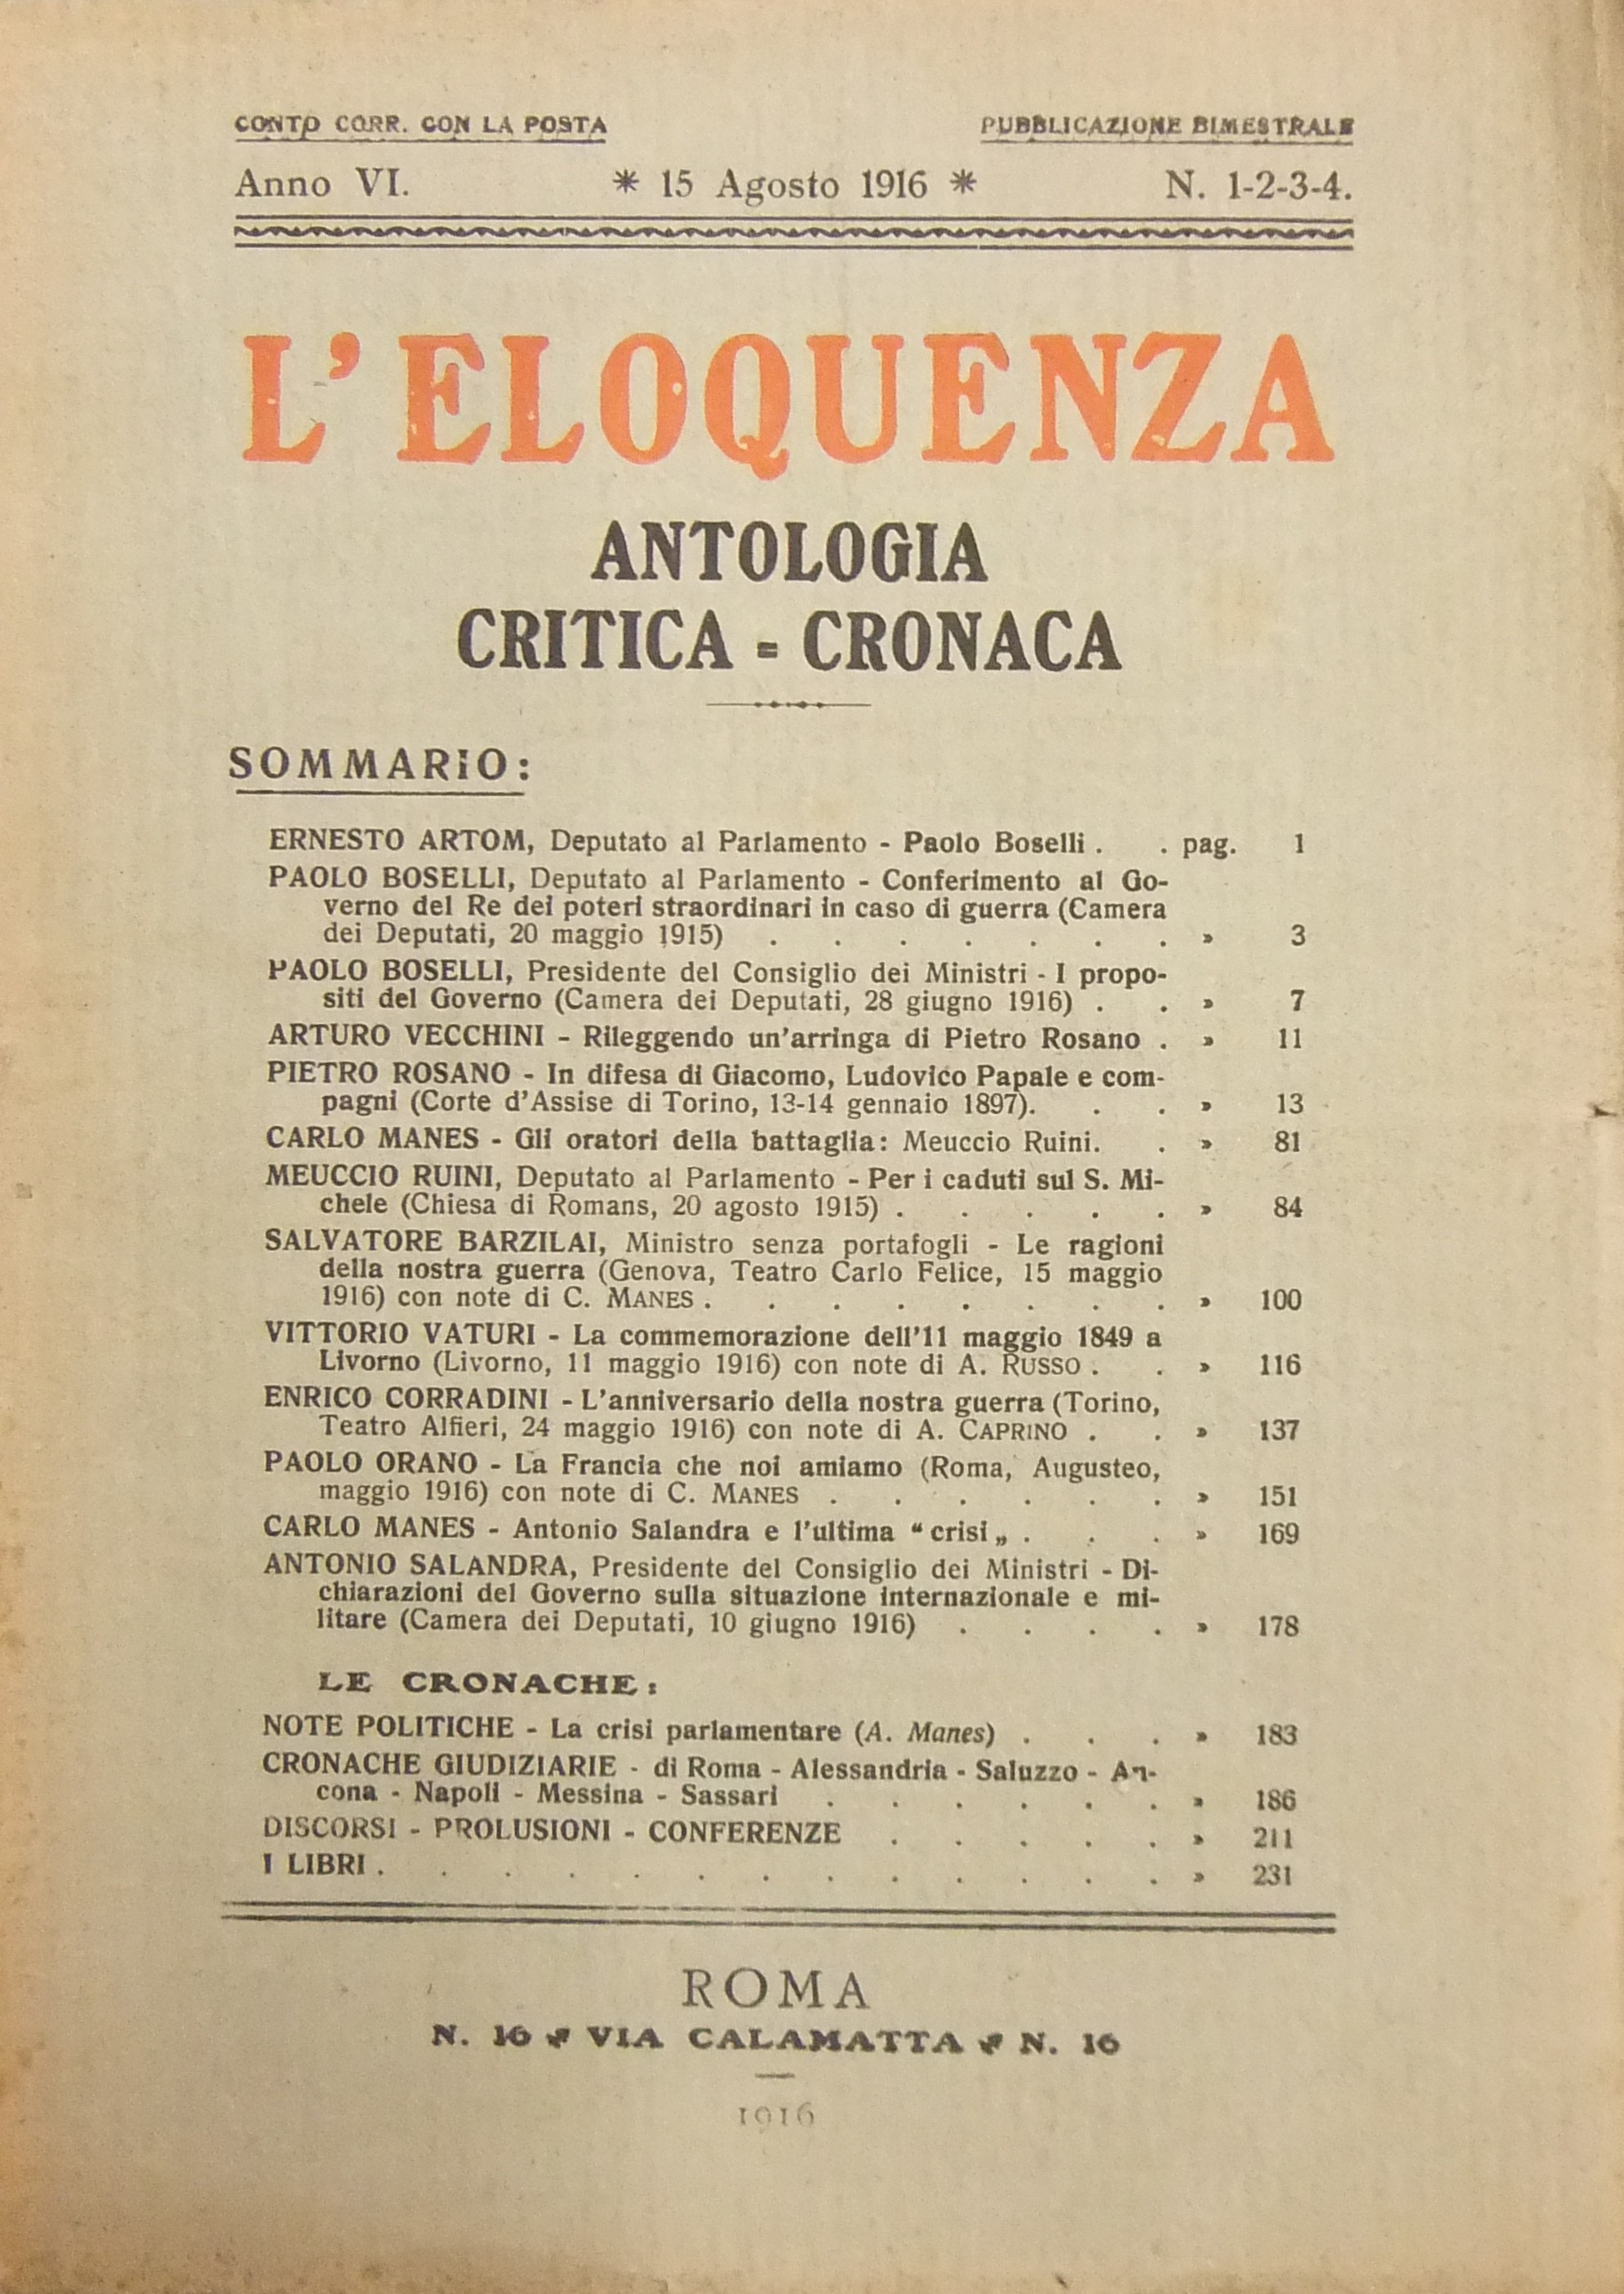 CONTO CORR. CON LA POSTA PUBBLICAZIONE BIMESTRALE
Anno VI. * 15 Agosto 1916 * N. 1-2-3-4.
L'ELOQUENZA
ANTOLOGIA
CRITICA = CRONACA
SOMMARIO:
ERNESTO ARTOM, Deputato al Parlamento - Paolo Boselli . . pag. 1
PAOLO BOSELLI, Deputato al Parlamento - Conferimento al Go-
verno del Re dei poteri straordinari in caso di guerra (Camera
dei Deputati, 20 maggio 1915) . . . . . . . » 3
PAOLO BOSELLI, Presidente del Consiglio dei Ministri - I propo-
siti del Governo (Camera dei Deputati, 28 giugno 1916) . . » 7
ARTURO VECCHINI - Rileggendo un'arringa di Pietro Rosano . » 11
PIETRO ROSANO - In difesa di Giacomo, Ludovico Papale e com-
pagni (Corte d'Assise di Torino, 13-14 gennaio 1897). . . » 13
CARLO MANES - Gli oratori della battaglia: Meuccio Ruini. . » 81
MEUCCIO RUINI, Deputato al Parlamento - Per i caduti sul S. Mi-
chele (Chiesa di Romans, 20 agosto 1915) . . . . . » 84
SALVATORE BARZILAI, Ministro senza portafogli - Le ragioni
della nostra guerra (Genova, Teatro Carlo Felice, 15 maggio
1916) con note di C. MANES . . . . . . . . » 100
VITTORIO VATURI - La commemorazione dell'11 maggio 1849 a
Livorno (Livorno, 11 maggio 1916) con note di A. RUSSO . . » 116
ENRICO CORRADINI - L'anniversario della nostra guerra (Torino,
Teatro Alfieri, 24 maggio 1916) con note di A. CAPRINO . . » 137
PAOLO ORANO - La Francia che noi amiamo (Roma, Augusteo,
maggio 1916) con note di C. MANES . . . . . . » 151
CARLO MANES - Antonio Salandra e l'ultima “ crisi „ . . . » 169
ANTONIO SALANDRA, Presidente del Consiglio dei Ministri - Di-
chiarazioni del Governo sulla situazione internazionale e mi-
litare (Camera dei Deputati, 10 giugno 1916) . . . . » 178
LE CRONACHE:
NOTE POLITICHE - La crisi parlamentare (A. Manes) . . . » 183
CRONACHE GIUDIZIARIE - di Roma - Alessandria - Saluzzo - An-
cona - Napoli - Messina - Sassari . . . . . . » 186
DISCORSI - PROLUSIONI - CONFERENZE . . . . . » 211
I LIBRI . . . . . . . . . . . . . » 231
ROMA
N. 16 VIA CALAMATTA N. 16
1916